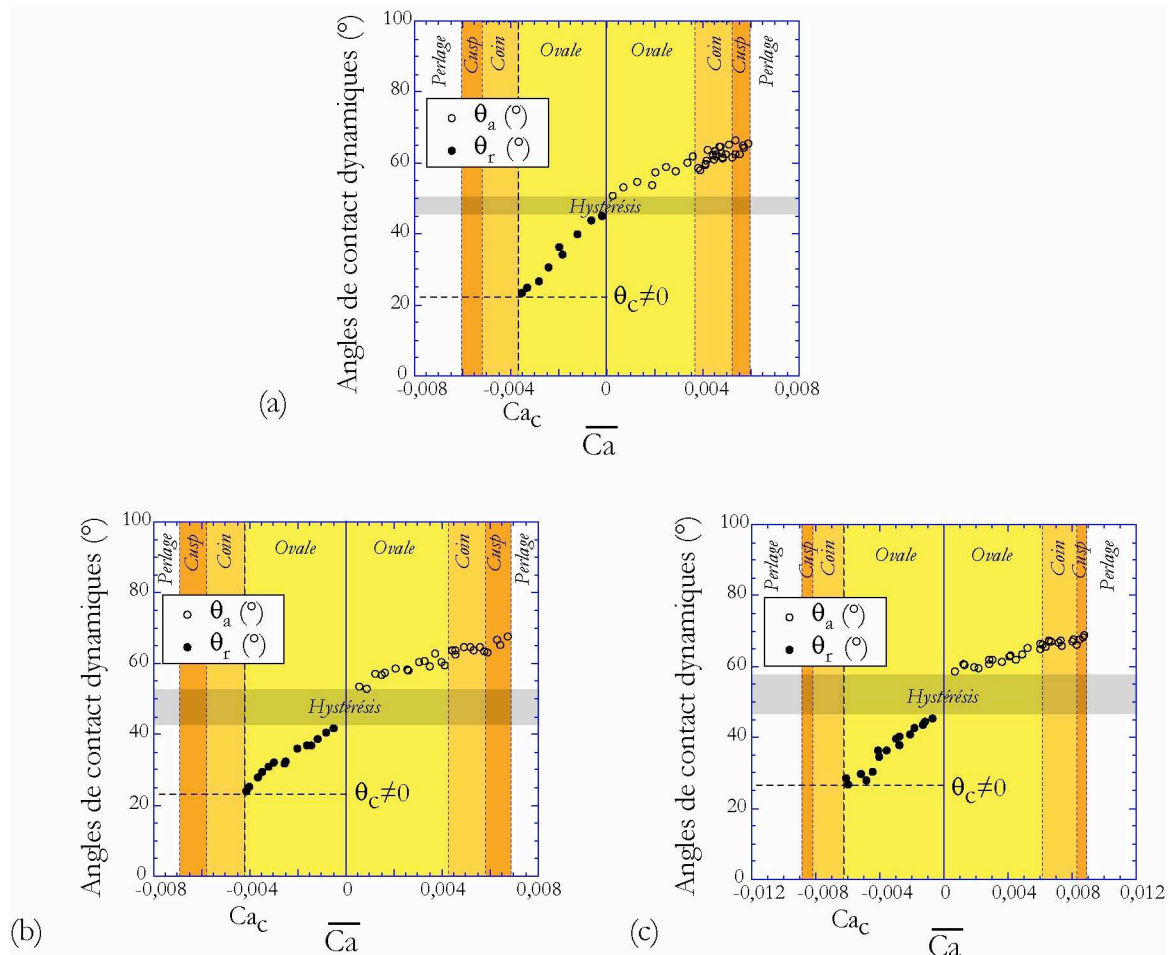 Angles de contact dynamiques (°)
100
80
60
40
20
0
Perlage
Cusp
Coin
Ovale
Ovale
Coin
Cusp
Perlage
θa (°)
θr (°)
Hystérésis
θc≠0
-0,008
-0,004
0
0,004
0,008
Cac
Ca
(a)
Angles de contact dynamiques (°)
100
80
60
40
20
0
Perlage
Cusp
Coin
Ovale
Ovale
Coin
Cusp
Perlage
θa (°)
θr (°)
Hystérésis
θc≠0
-0,008
-0,004
0
0,004
0,008
Cac
Ca
(b)
Angles de contact dynamiques (°)
100
80
60
40
20
0
Perlage
Cusp
Coin
Ovale
Ovale
Coin
Cusp
Perlage
θa (°)
θr (°)
Hystérésis
θc≠0
-0,012
-0,008
-0,004
0
0,004
0,008
0,012
Cac
Ca
(c)